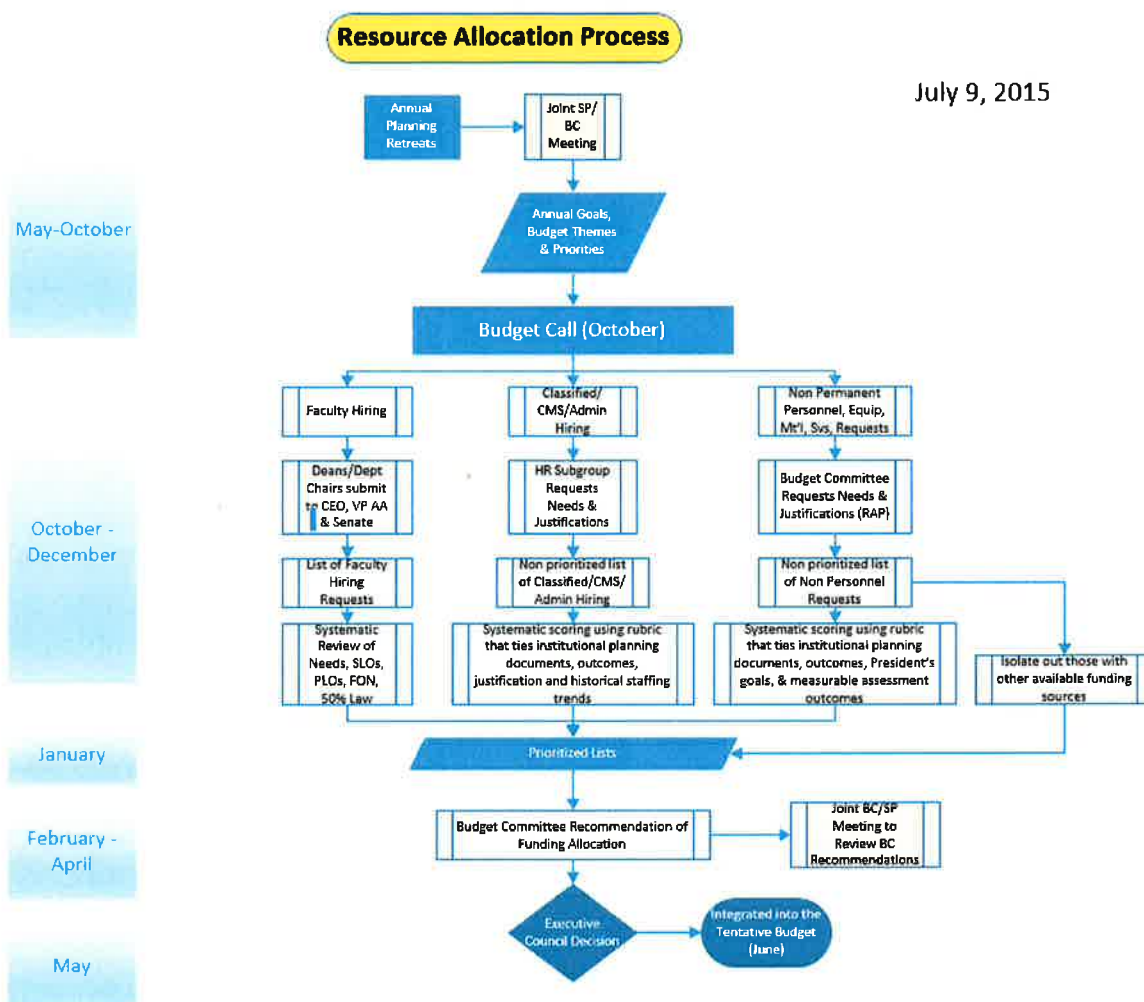 Resource Allocation Process
July 9, 2015
Annual
Planning
Retreats
Joint SP/
BC
Meeting
May-October
Annual Goals,
Budget Themes
& Priorities
Budget Call (October)
Faculty Hiring
Classified/
CMS/Admin
Hiring
Non Permanent
Personnel, Equip,
Mt'l, Svs, Requests
October -
December
Deans/Dept
Chairs submit
to CEO, VP AA
& Senate
HR Subgroup
Requests
Needs &
Justifications
Budget Committee
Requests Needs &
Justifications (RAP)
List of Faculty
Hiring
Requests
Non prioritized list
of Classified/CMS/
Admin Hiring
Non prioritized list
of Non Personnel
Requests
Systematic
Review of
Needs, SLOs,
PLOs, FON,
50% Law
Systematic scoring using rubric
that ties institutional planning
documents, outcomes,
justification and historical staffing
trends
Systematic scoring using rubric
that ties institutional planning
documents, outcomes, President's
goals, & measurable assessment
outcomes
Isolate out those with
other available funding
sources
January
Prioritized Lists
February -
April
Budget Committee Recommendation of
Funding Allocation
Joint BC/SP
Meeting to
Review BC
Recommendations
May
Executive
Council Decision
Integrated into the
Tentative Budget
(June)